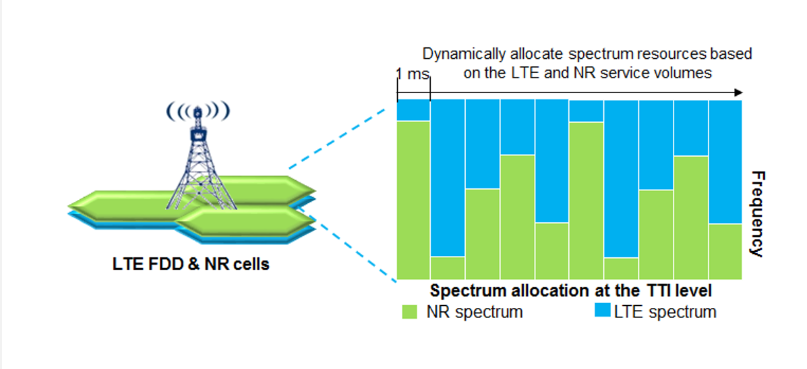 Dynamically allocate spectrum resources based
on the LTE and NR service volumes
1 ms
Frequency
LTE FDD & NR cells
Spectrum allocation at the TTI level
NR spectrum
LTE spectrum